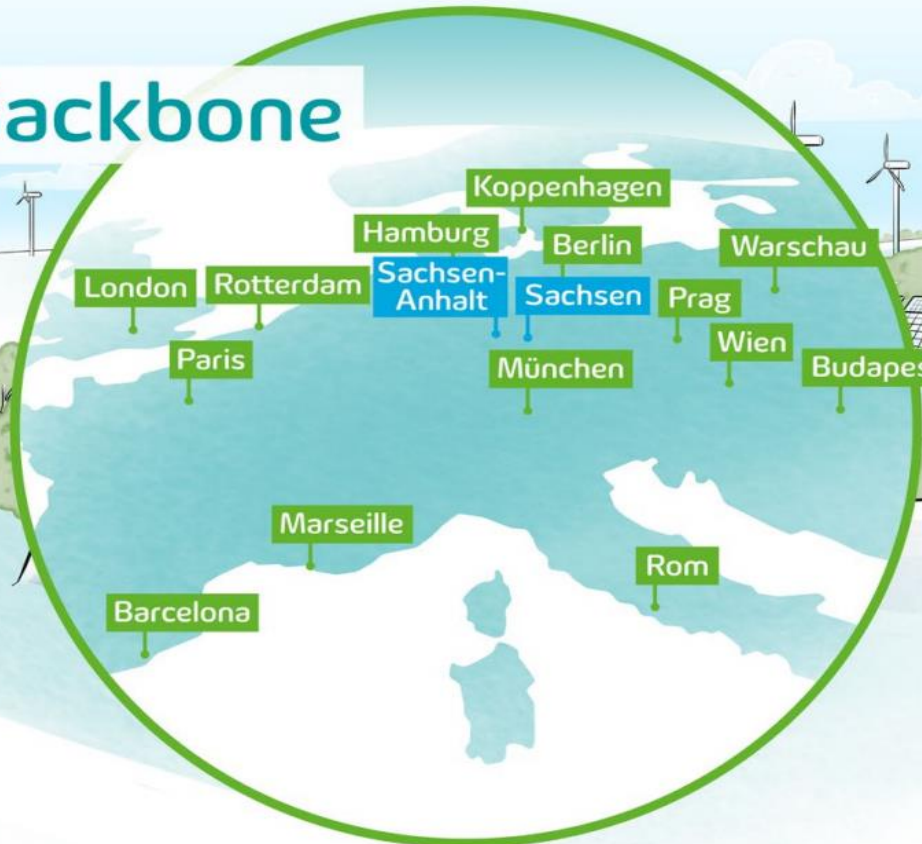 ackbone
Koppenhagen
Hamburg
Berlin
Warschau
London
Rotterdam
Sachsen-
Anhalt
Sachsen
Prag
Paris
München
Wien
Budapes
Marseille
Rom
Barcelona